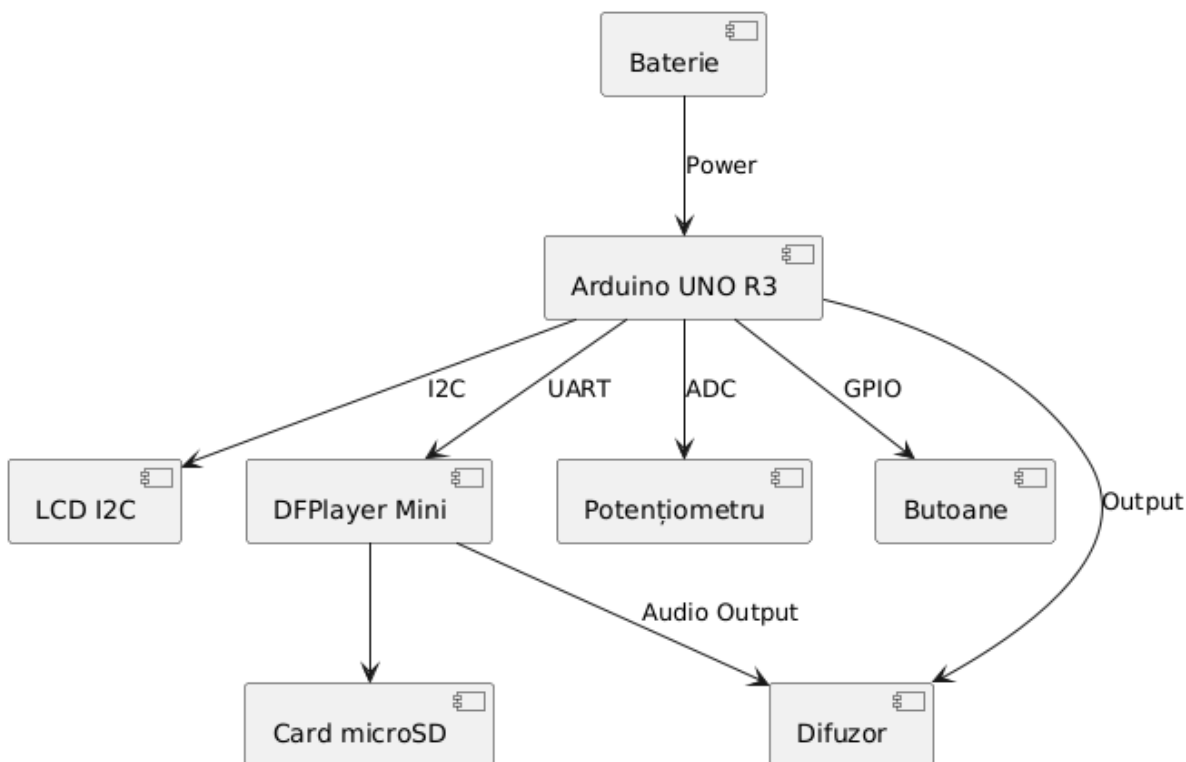 Baterie
Power
Arduino UNO R3
I2C
UART
ADC
GPIO
LCD I2C
DFPlayer Mini
Potențiometru
Butoane
Output
Audio Output
Card microSD
Difuzor